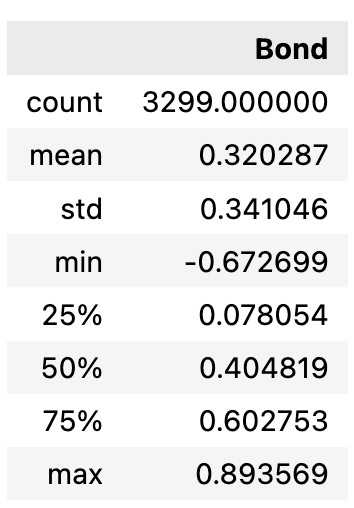 Bond
count 3299.000000
mean 0.320287
std 0.341046
min -0.672699
25% 0.078054
50% 0.404819
75% 0.602753
max 0.893569